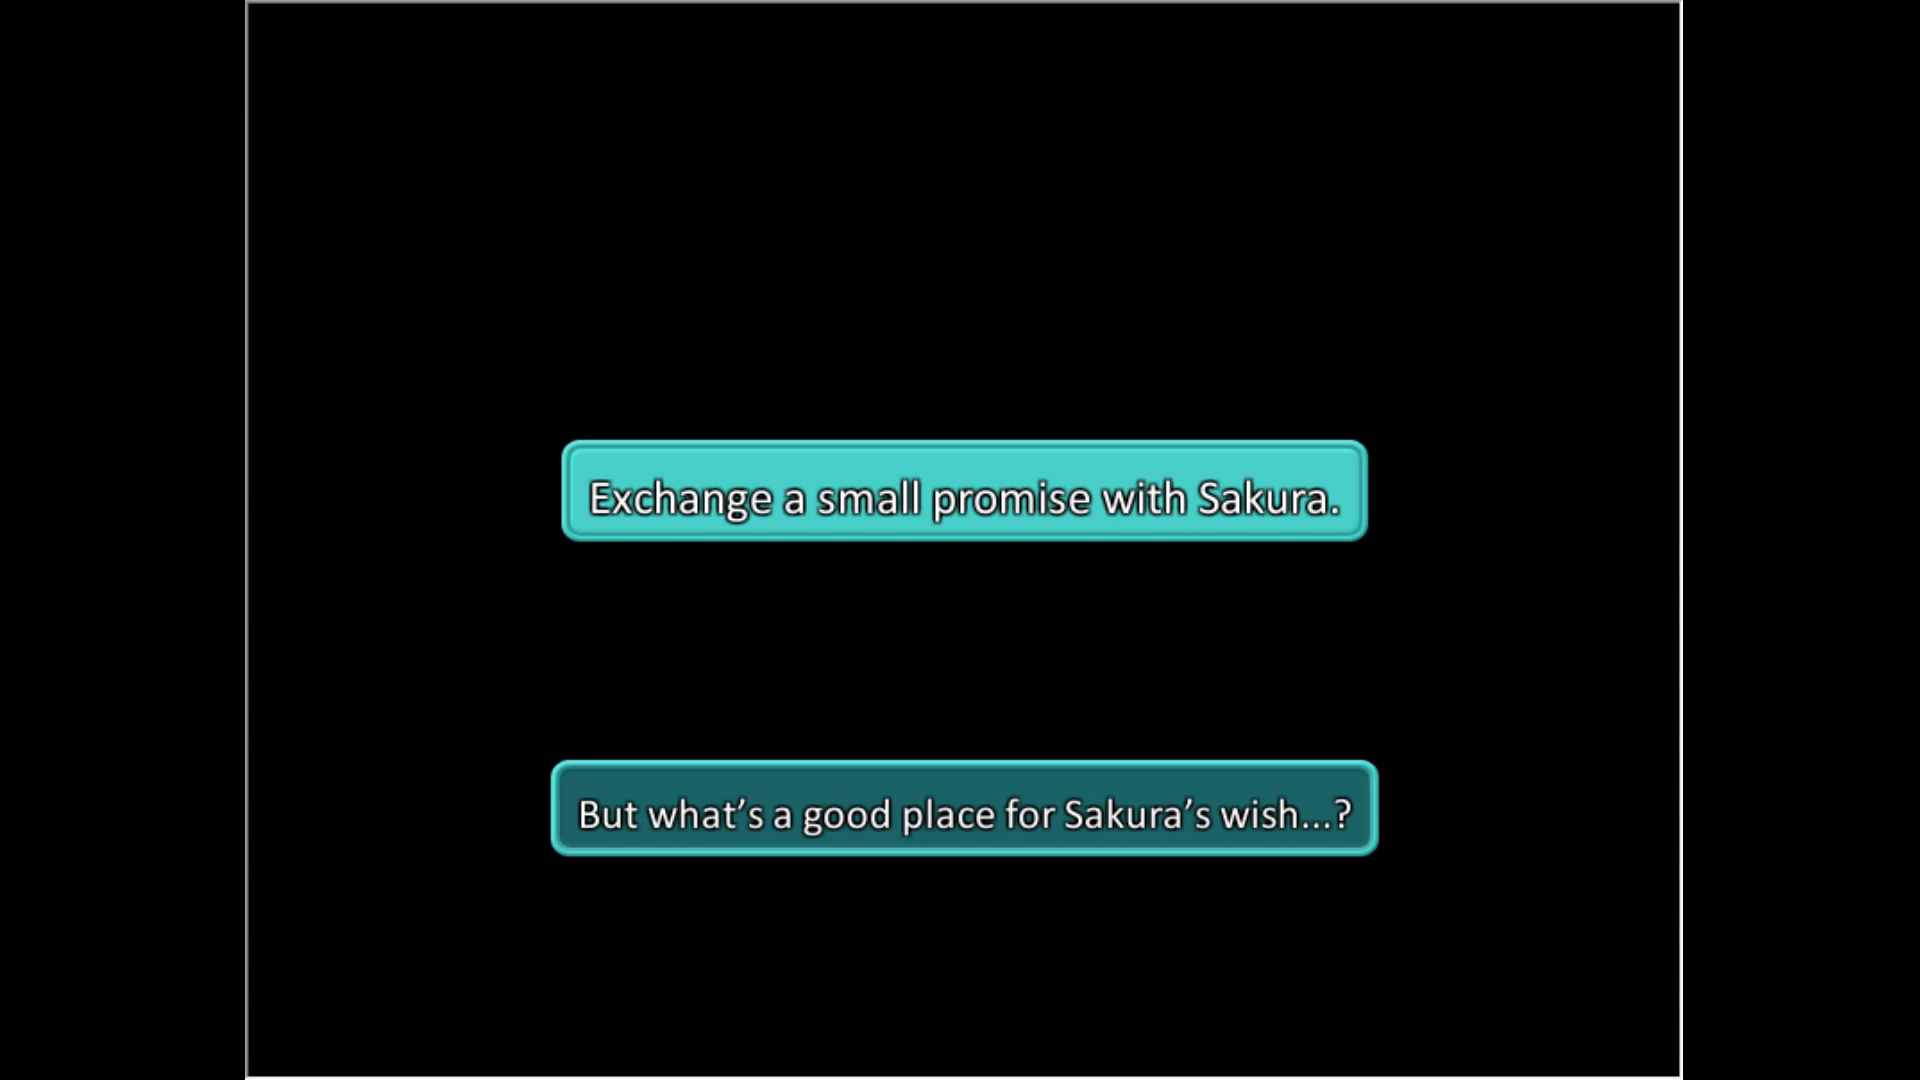 Exchange a small promise with Sakura.
But what’s a good place for Sakura’s wish...?